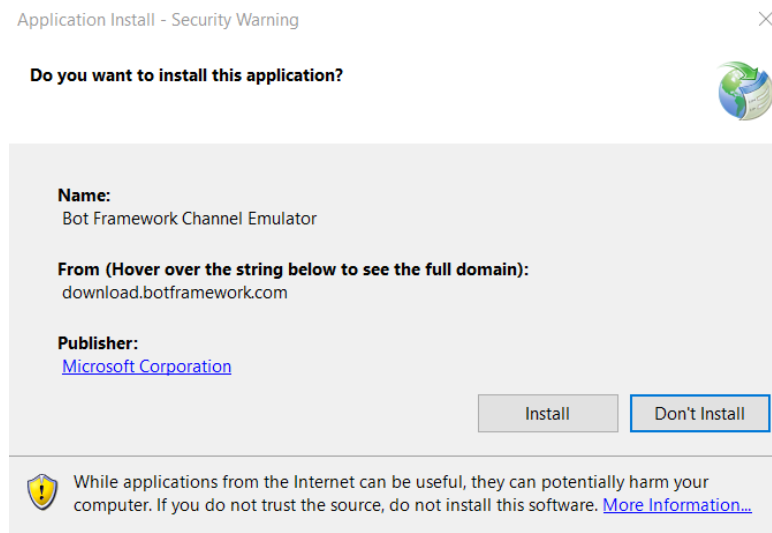 Application Install - Security Warning
Do you want to install this application?
Name:
Bot Framework Channel Emulator
From (Hover over the string below to see the full domain):
download.botframework.com
Publisher:
Microsoft Corporation
Install
Don't Install
While applications from the Internet can be useful, they can potentially harm your
computer. If you do not trust the source, do not install this software. More Information...